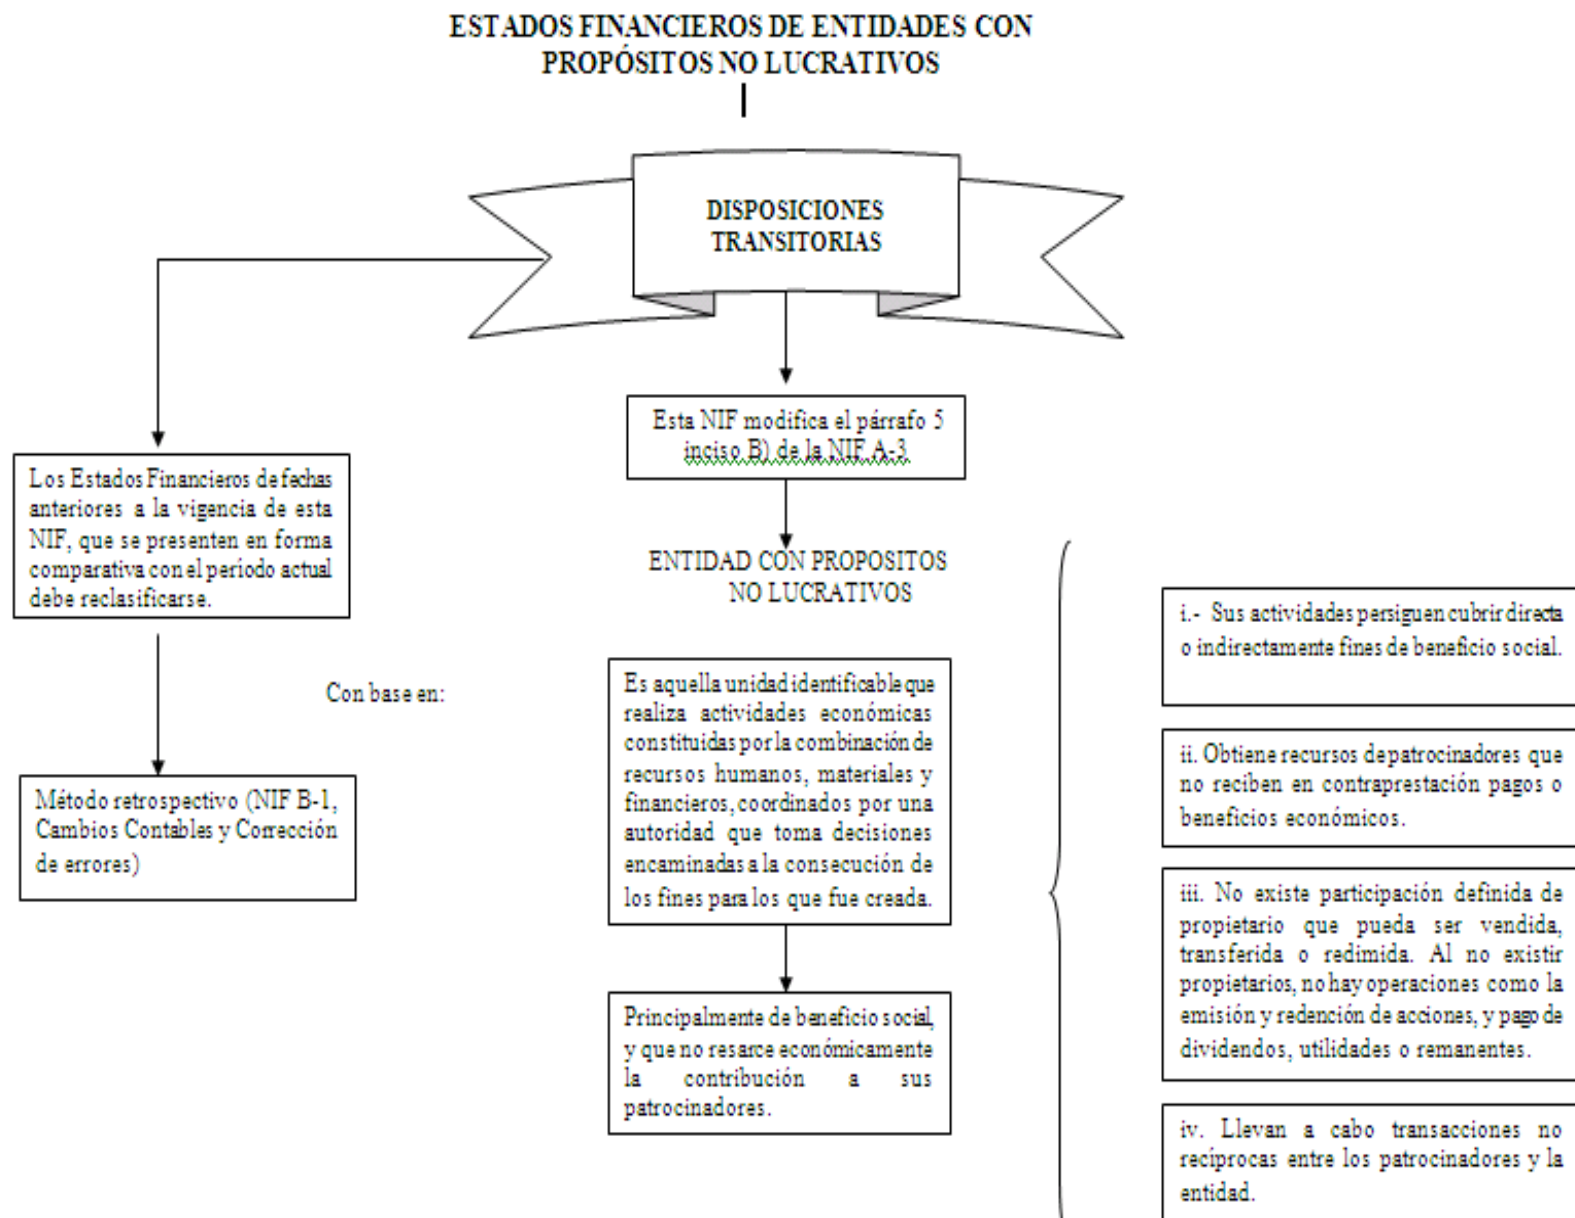 ESTADOS FINANCIEROS DE ENTIDADES CON
PROPÓSITOS NO LUCRATIVOS
DISPOSICIONES
TRANSITORIAS
Los Estados Financieros de fechas
anteriores a la vigencia de esta
NIF, que se presenten en forma
comparativa con el período actual
debe reclasificarse.
Con base en:
Método retrospectivo (NIF B-1,
Cambios Contables y Corrección
de errores)
Esta NIF modifica el párrafo 5
inciso B) de la NIF A-3
ENTIDAD CON PROPOSITOS
NO LUCRATIVOS
Es aquella unidad identificable que
realiza actividades económicas
constituidas por la combinación de
recursos humanos, materiales y
financieros, coordinados por una
autoridad que toma decisiones
encaminadas a la consecución de
los fines para los que fue creada.
Principalmente de beneficio social,
y que no resarce económicamente
la contribución a sus
patrocinadores.
i.- Sus actividades persiguen cubrir directa
o indirectamente fines de beneficio social.
ii. Obtiene recursos de patrocinadores que
no reciben en contraprestación pagos o
beneficios económicos.
iii. No existe participación definida de
propietario que pueda ser vendida,
transferida o redimida. Al no existir
propietarios, no hay operaciones como la
emisión y redención de acciones, y pago de
dividendos, utilidades o remanentes.
iv. Llevan a cabo transacciones no
recíprocas entre los patrocinadores y la
entidad.